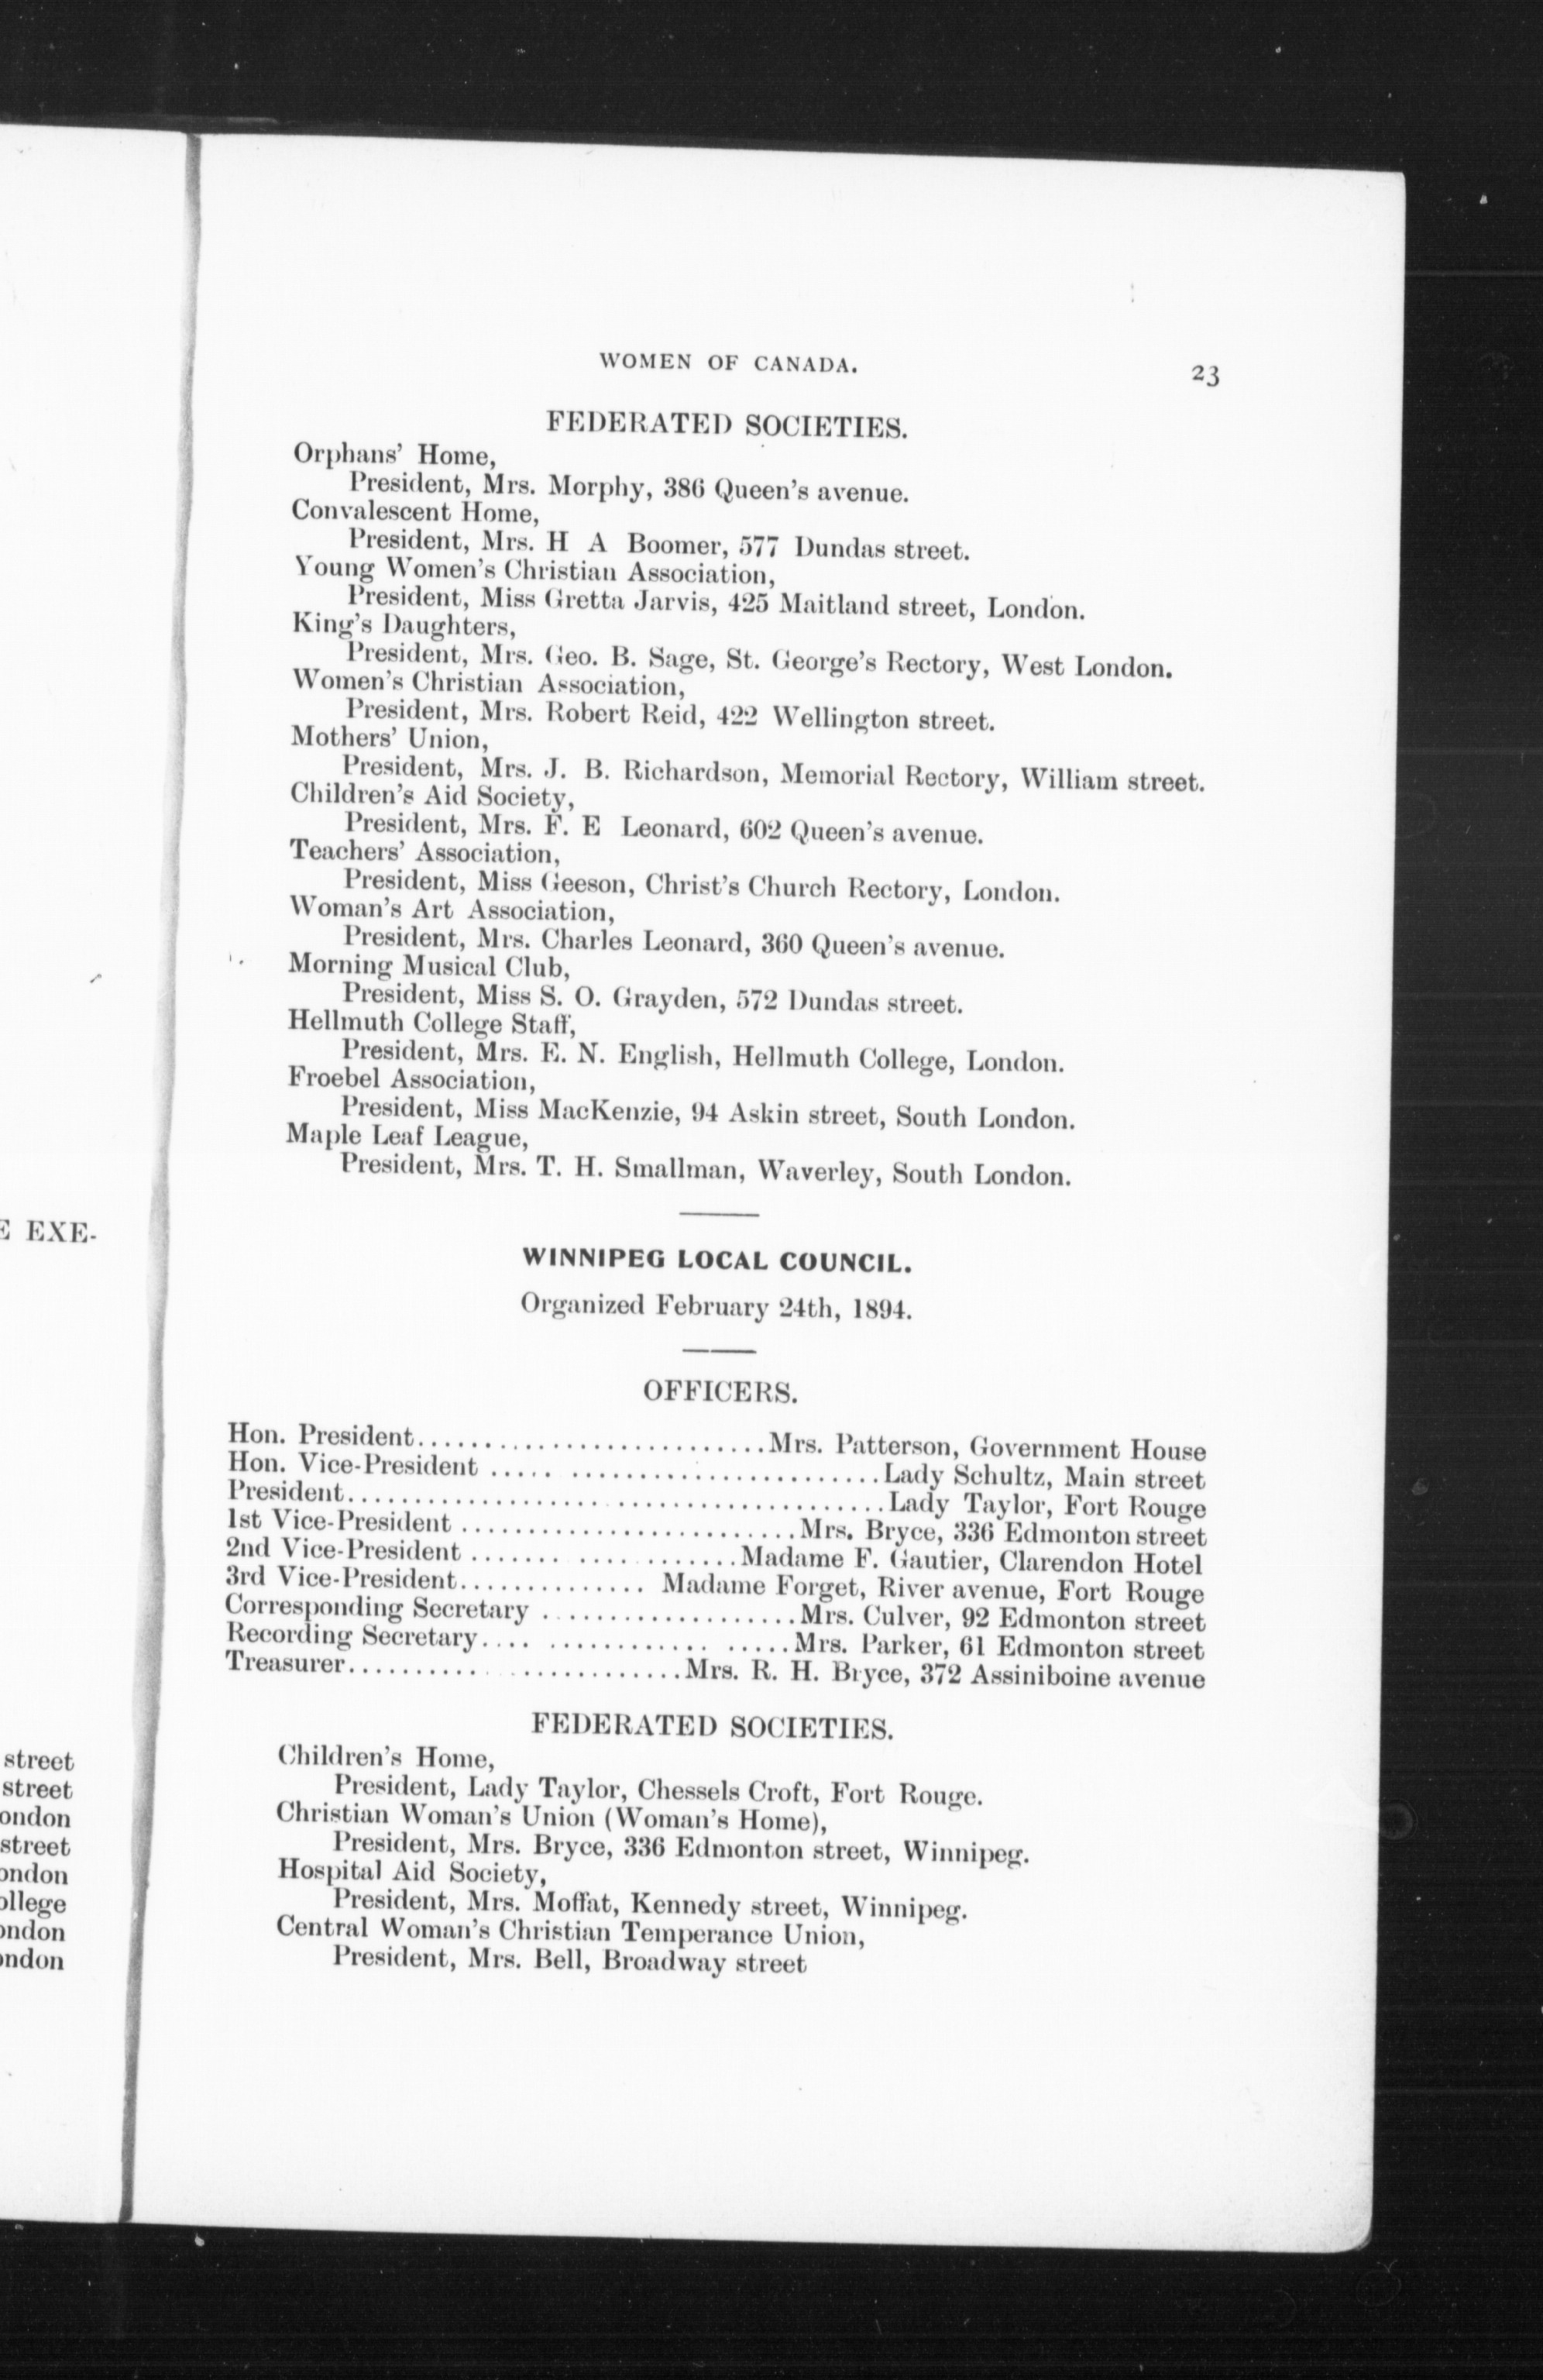 WOMEN OF CANADA. 23
FEDERATED SOCIETIES.
Orphans' Home,
President, Mrs. Morphy, 386 Queen's avenue.
Convalescent Home,
President, Mrs. H A Boomer, 577 Dundas street.
Young Women's Christian Association,
President, Miss Gretta Jarvis, 425 Maitland street, London.
King's Daughters,
President, Mrs. Geo. B. Sage, St. George's Rectory, West London.
Women's Christian Association,
President, Mrs. Robert Reid, 422 Wellington street.
Mothers' Union,
President, Mrs. J. B. Richardson, Memorial Rectory, William street.
Children's Aid Society,
President, Mrs. F. E Leonard, 602 Queen's avenue.
Teachers' Association,
President, Miss Geeson, Christ's Church Rectory, London.
Woman's Art Association,
President, Mrs. Charles Leonard, 360 Queen's avenue.
Morning Musical Club,
President, Miss S. O. Grayden, 572 Dundas street.
Hellmuth College Staff,
President, Mrs. E. N. English, Hellmuth College, London.
Froebel Association,
President, Miss MacKenzie, 94 Askin street, South London.
Maple Leaf League,
President, Mrs. T. H. Smallman, Waverley, South London.
WINNIPEG LOCAL COUNCIL.
Organized February 24th, 1894.
OFFICERS.
Hon. President..........................Mrs. Patterson, Government House
Hon. Vice-President ..... ............................Lady Schultz, Main street
President........................................Lady Taylor, Fort Rouge
1st Vice-President .........................Mrs. Bryce, 336 Edmonton street
2nd Vice-President ....... .... . .......Madame F. Gautier, Clarendon Hotel
3rd Vice-President.............. Madame Forget, River avenue, Fort Rouge
Corresponding Secretary . ...................Mrs. Culver, 92 Edmonton street
Recording Secretary.... ............ .....Mrs. Parker, 61 Edmonton street
Treasurer.......... .............Mrs. R. H. Bryce, 372 Assiniboine avenue
FEDERATED SOCIETIES.
Children's Home,
President, Lady Taylor, Chessels Croft, Fort Rouge.
Christian Woman's Union (Woman's Home),
President, Mrs. Bryce, 336 Edmonton street, Winnipeg.
Hospital Aid Society,
President, Mrs. Moffat, Kennedy street, Winnipeg.
Central Woman's Christian Temperance Union,
President, Mrs. Bell, Broadway street
EXE-
street
street
ondon
street
ondon
ollege
ondon
ondon